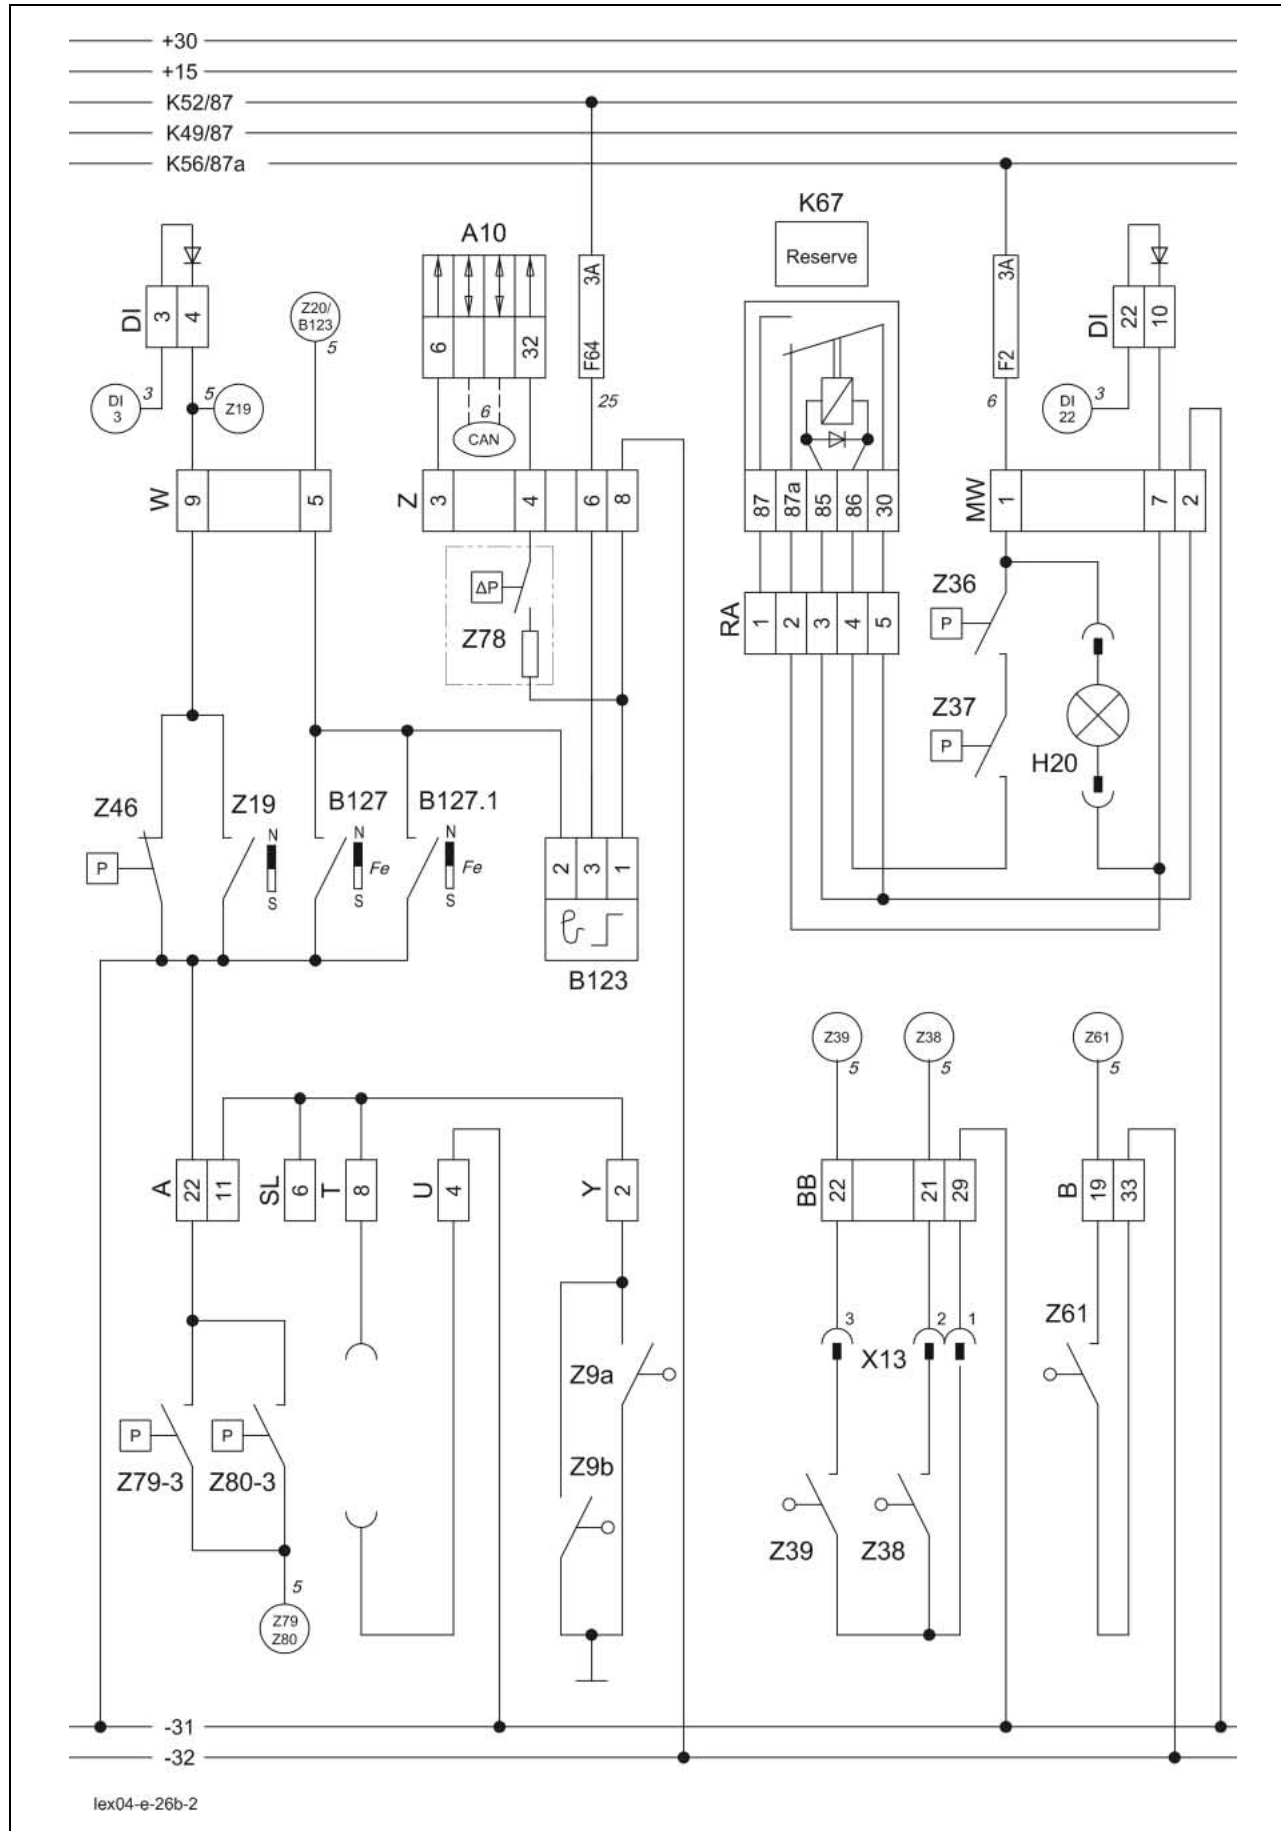 +30
+15
K52/87
K49/87
K56/87a
K67
Reserve
A10
DI
3
4
Z20/
B123
5
6
32
3A
F64
3A
F2
DI
22
10
DI
3
3
5
Z19
6
CAN
25
6
DI
22
3
W
9
5
Z
3
4
6
8
87
87a
85
86
30
MW
1
7
2
ΔP
Z78
RA
1
2
3
4
5
Z36
P
Z37
P
H20
Z46
P
Z19
N
S
B127
N
Fe
S
B127.1
N
Fe
S
2
3
1
B123
Z39
5
Z38
5
Z61
5
A
22
11
SL
6
T
8
U
4
Y
2
BB
22
21
29
B
19
33
3
X13
2
1
Z61
Z9a
P
Z79-3
P
Z80-3
Z9b
Z39
Z38
5
Z79
Z80
-31
-32
lex04-e-26b-2